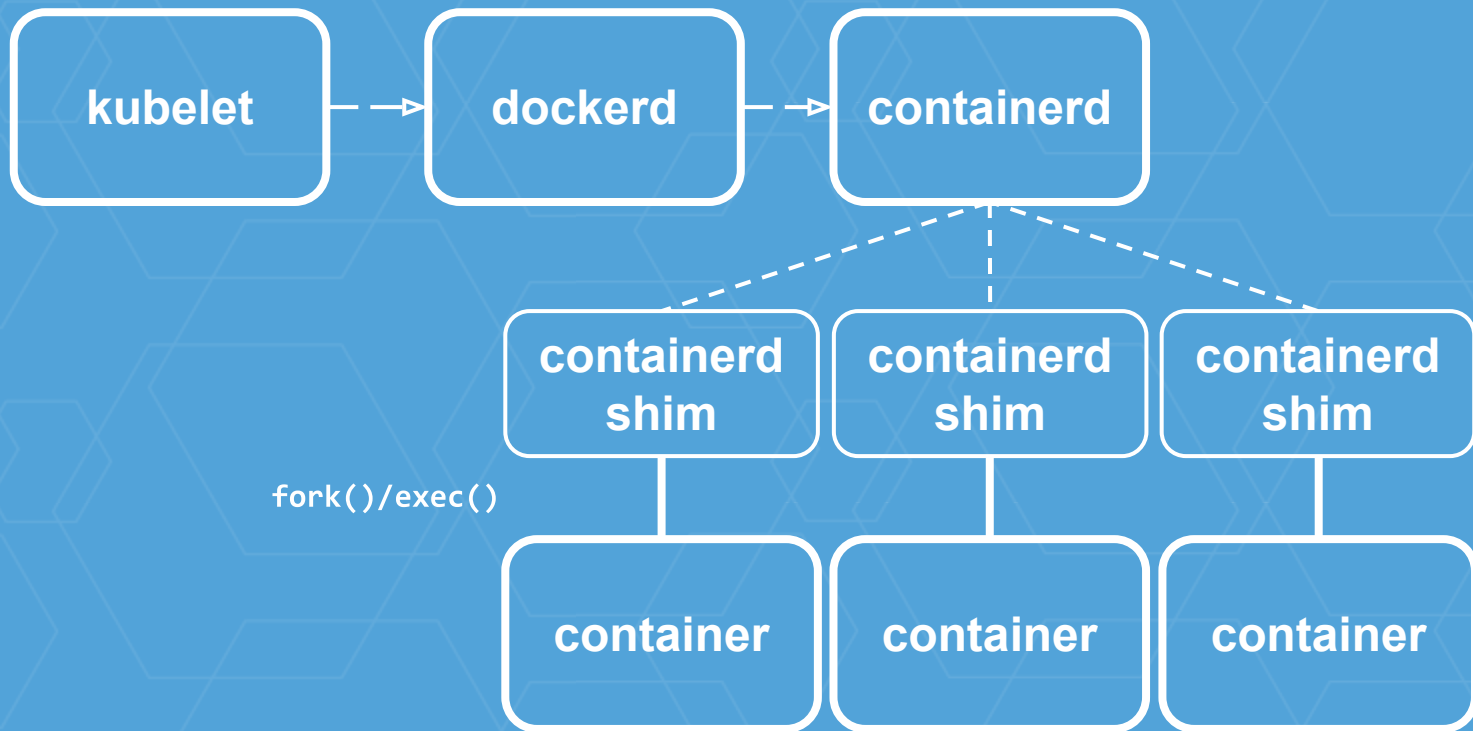 kubelet
dockerd
containerd
containerd
shim
containerd
shim
containerd
shim
fork()/exec()
container
container
container